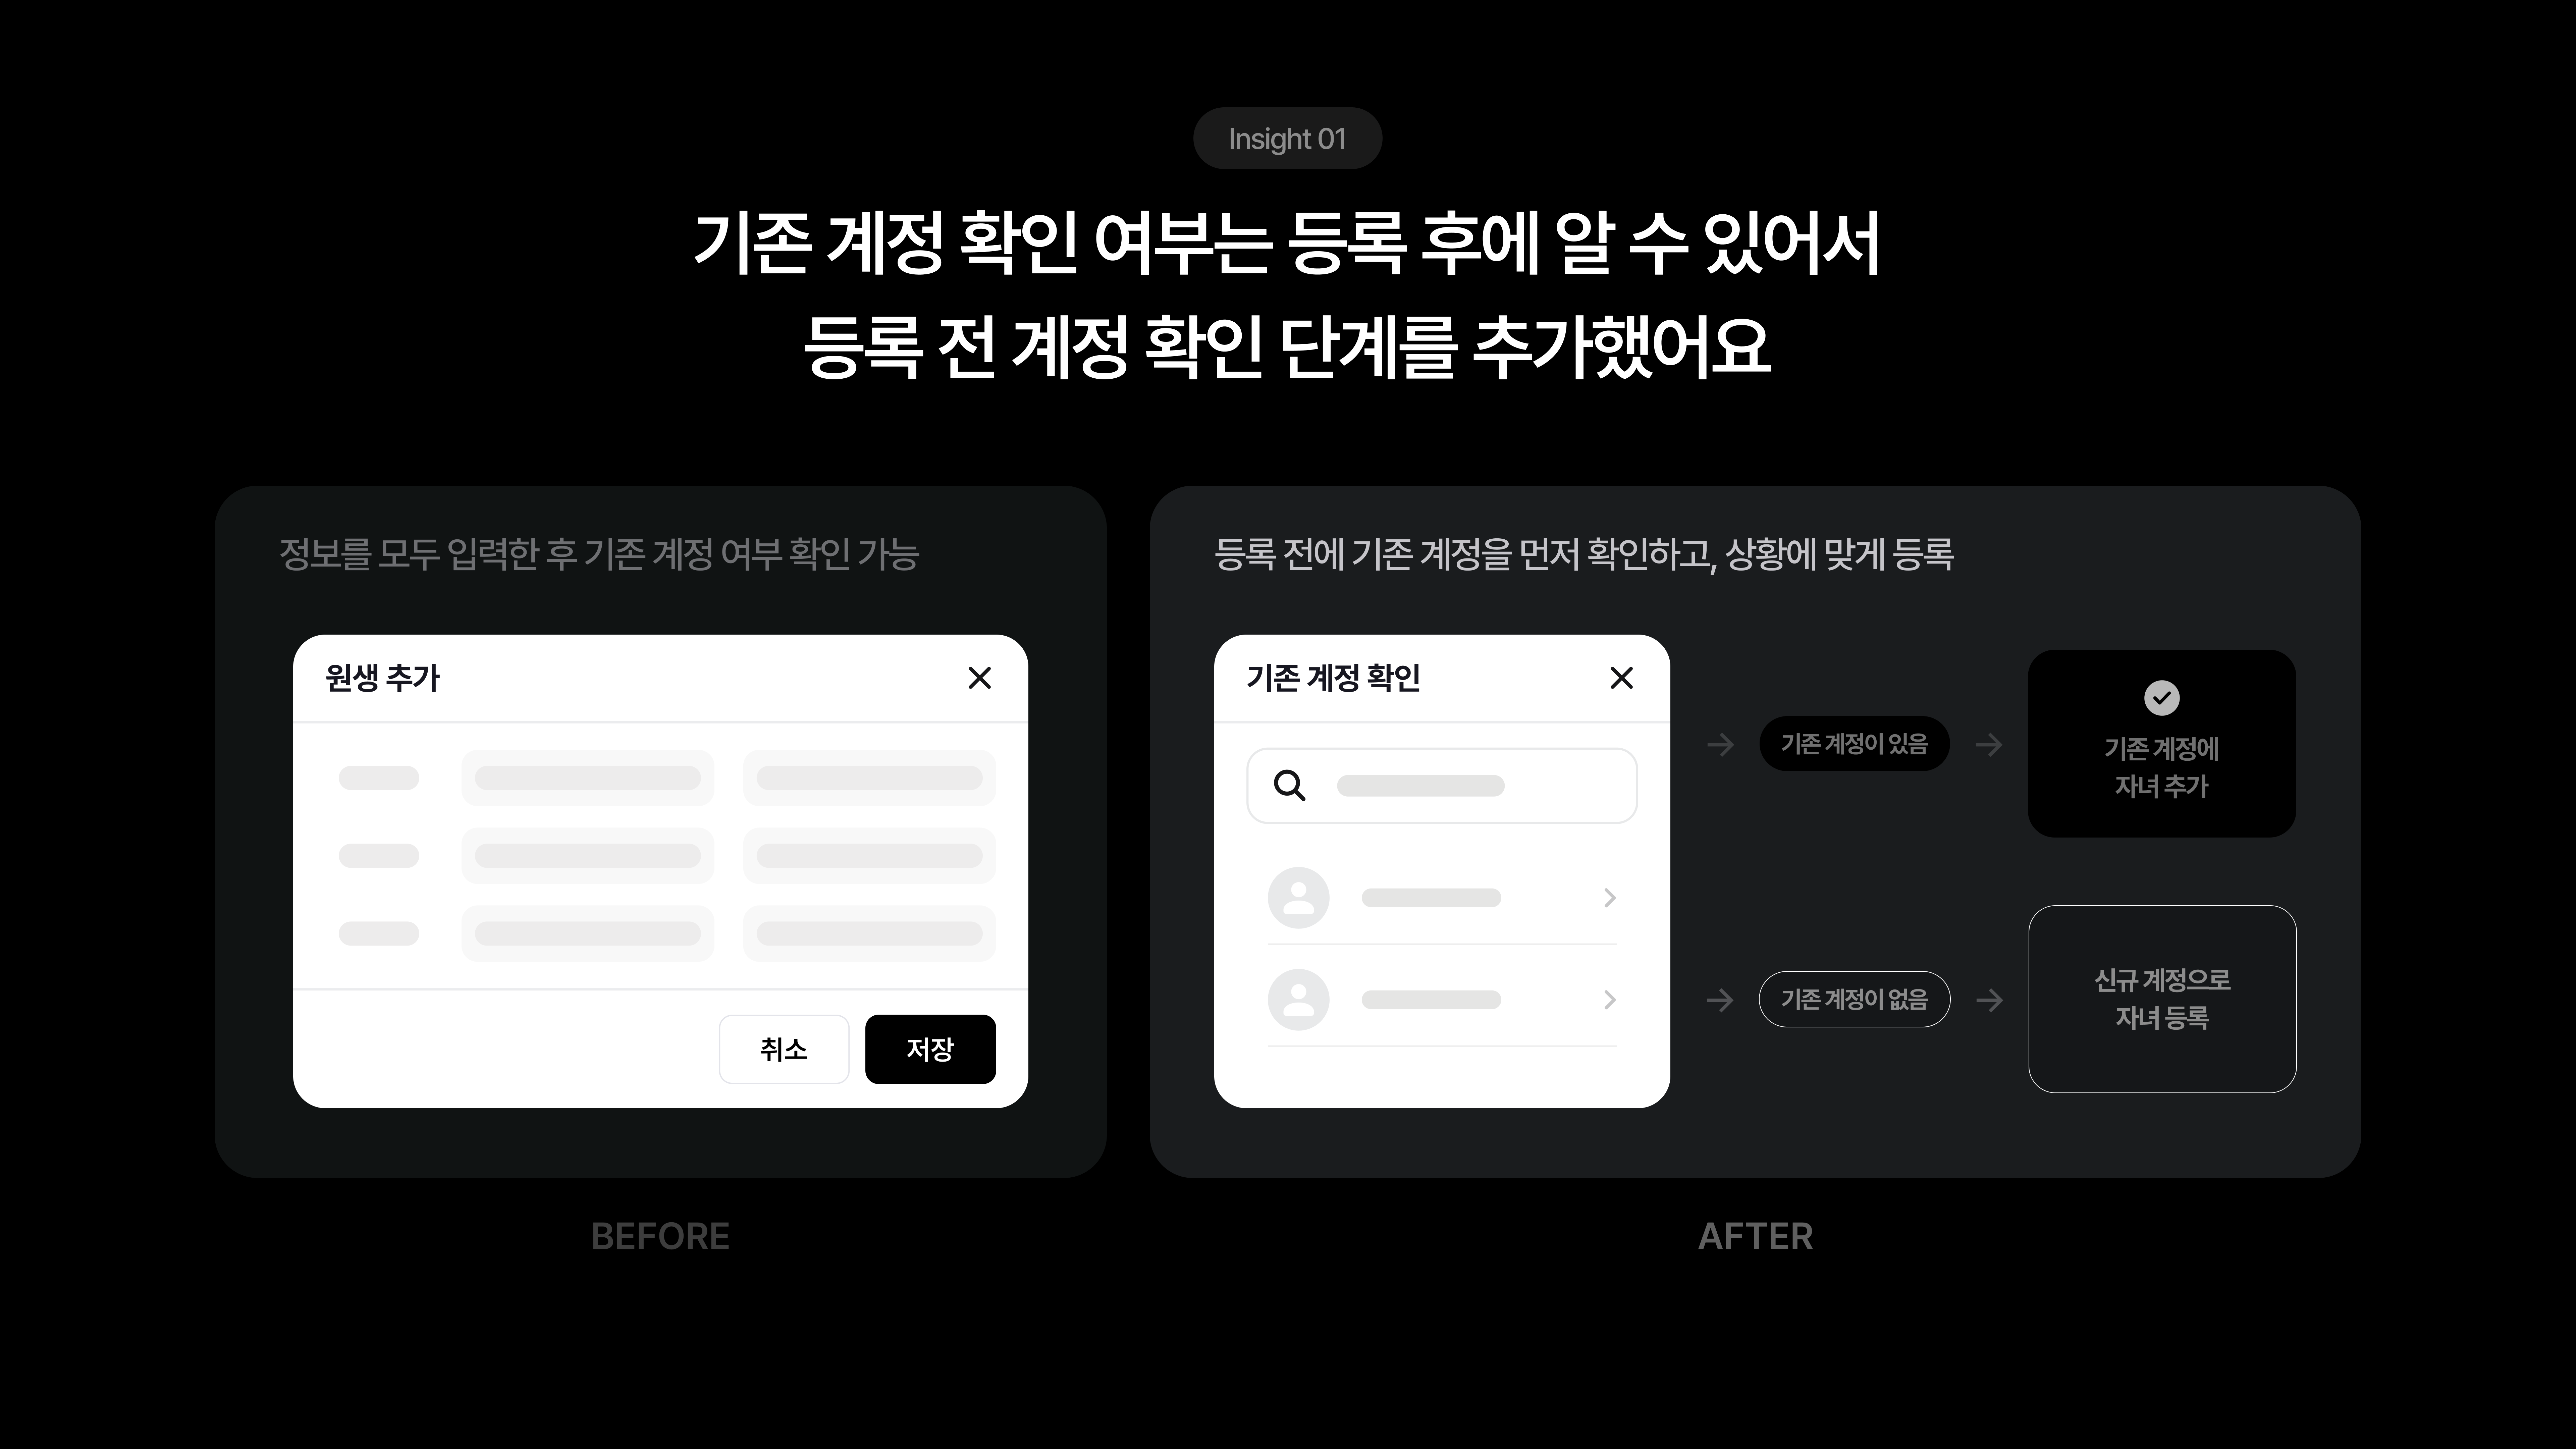 Insight 01
기존 계정 확인 여부는 등록 후에 알 수 있어서
등록 전 계정 확인 단계를 추가했어요
정보를 모두 입력한 후 기존 계정 여부 확인 가능
원생 추가
취소
저장
BEFORE
등록 전에 기존 계정을 먼저 확인하고, 상황에 맞게 등록
기존 계정 확인
기존 계정이 있음
기존 계정에
자녀 추가
기존 계정이 없음
신규 계정으로
자녀 등록
AFTER